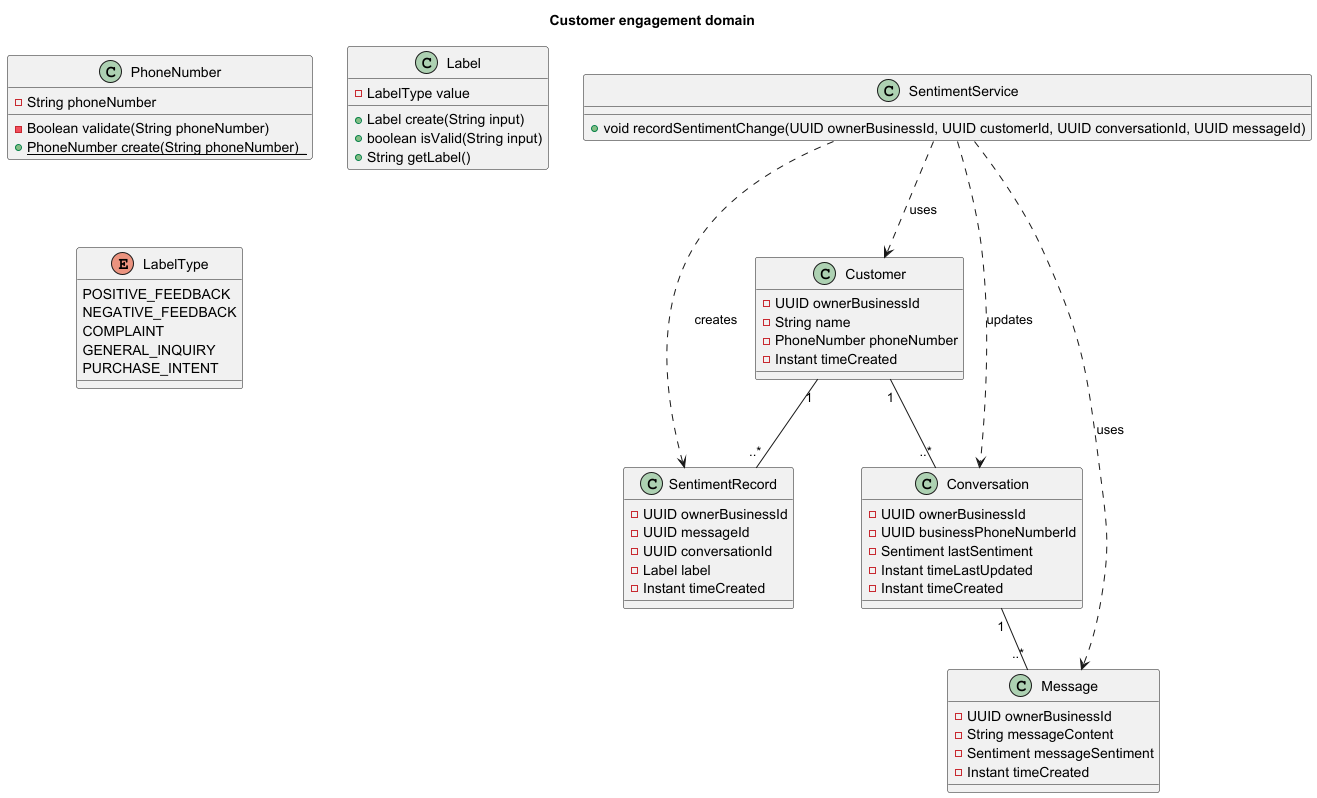 Customer engagement domain
C PhoneNumber
String phoneNumber
Boolean validate(String phoneNumber)
PhoneNumber create(String phoneNumber)_
C Label
LabelType value
Label create(String input)
boolean isValid(String input)
String getLabel()
C SentimentService
void recordSentimentChange(UUID ownerBusinessId, UUID customerId, UUID conversationId, UUID messageId)
E LabelType
POSITIVE_FEEDBACK
NEGATIVE_FEEDBACK
COMPLAINT
GENERAL_INQUIRY
PURCHASE_INTENT
uses
C Customer
UUID ownerBusinessId
String name
PhoneNumber phoneNumber
Instant timeCreated
creates
updates
uses
1
1
..*
..*
C SentimentRecord
UUID ownerBusinessId
UUID messageId
UUID conversationId
Label label
Instant timeCreated
C Conversation
UUID ownerBusinessId
UUID businessPhoneNumberId
Sentiment lastSentiment
Instant timeLastUpdated
Instant timeCreated
1
..*
C Message
UUID ownerBusinessId
String messageContent
Sentiment messageSentiment
Instant timeCreated